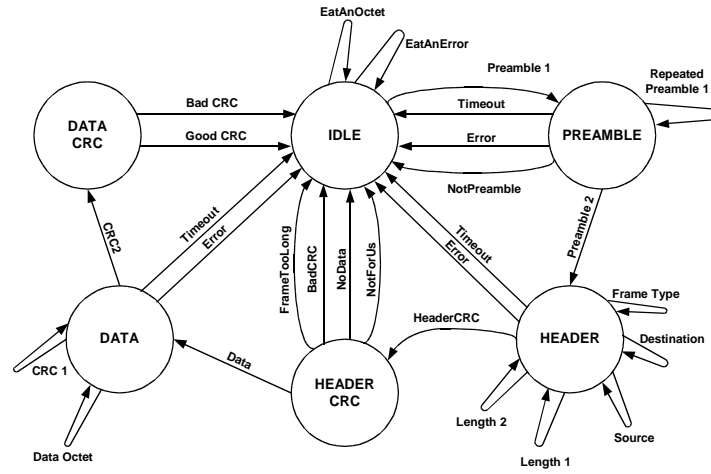 EatAnOctet
EatAnError
Preamble 1
Repeated
Preamble 1
Bad CRC
Timeout
DATA
CRC
IDLE
PREAMBLE
Good CRC
Error
NotPreamble
CRC2
Timeout
Error
FrameTooLong
BadCRC
NoData
NotForUs
Timeout
Error
Preamble 2
Frame Type
HeaderCRC
Destination
DATA
HEADER
CRC 1
Data
HEADER
CRC
Length 2
Source
Data Octet
Length 1